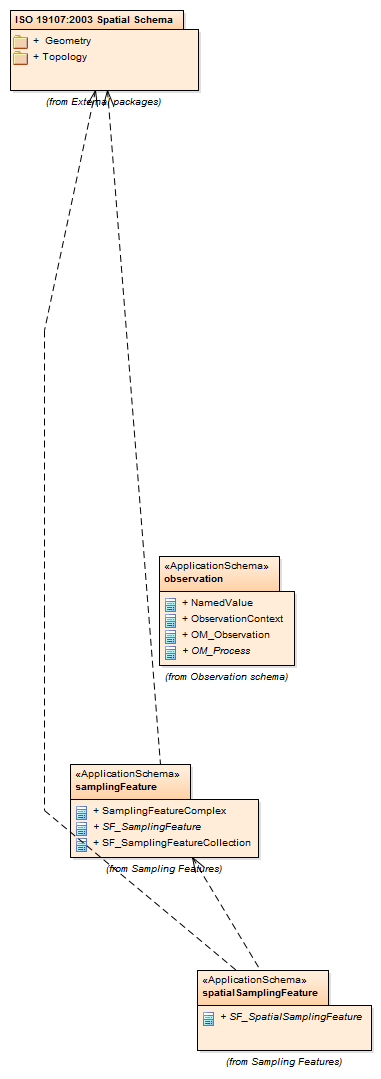 ISO 19107:2003 Spatial Schema
+ Geometry
+ Topology
(from External packages)
«ApplicationSchema»
observation
+ NamedValue
+ ObservationContext
+ OM_Observation
+ OM_Process
(from Observation schema)
«ApplicationSchema»
samplingFeature
+ SamplingFeatureComplex
+ SF_SamplingFeature
+ SF_SamplingFeatureCollection
(from Sampling Features)
«ApplicationSchema»
spatialSamplingFeature
+ SF_SpatialSamplingFeature
(from Sampling Features)